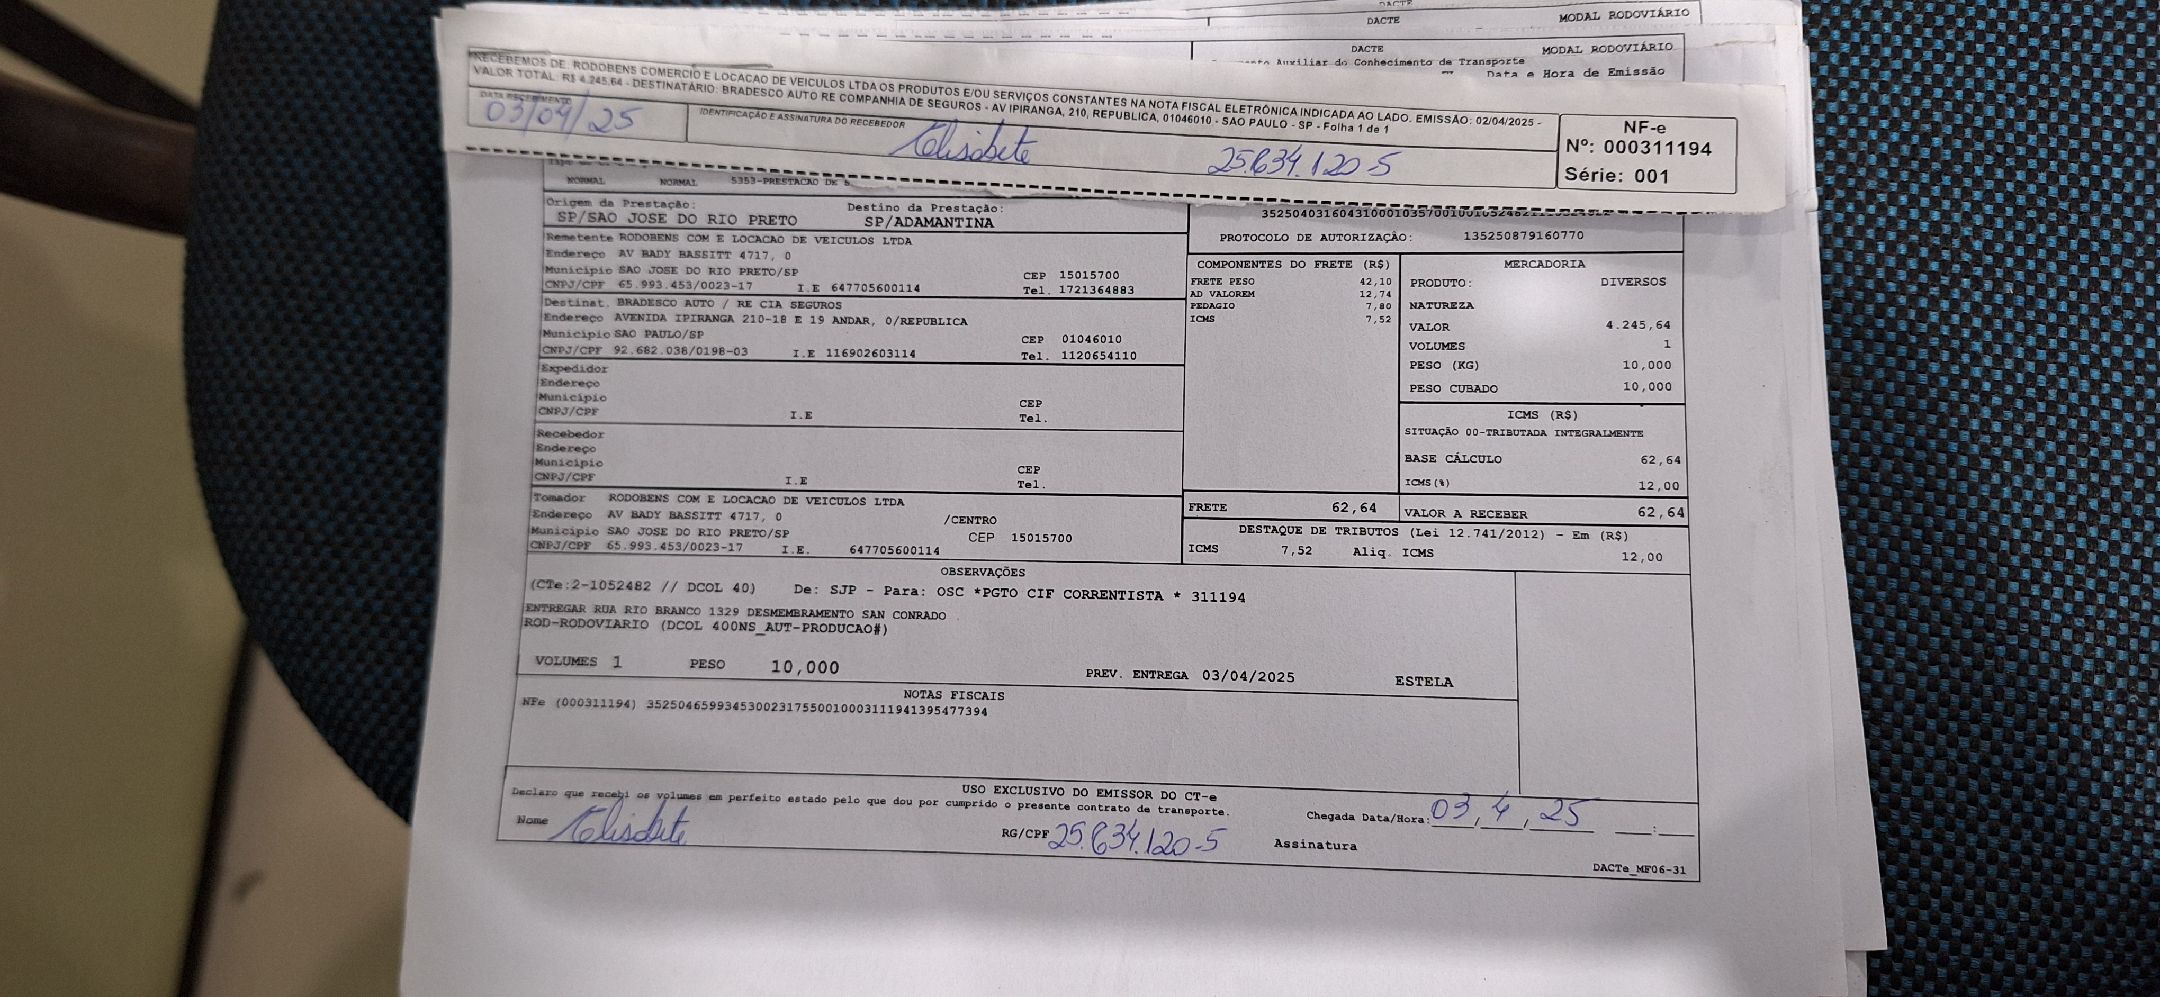 DACTE
DACTE MODAL RODOVIÁRIO
DACTE MODAL RODOVIÁRIO
Auxiliar do Conhecimento de Transporte
Data e Hora de Emissão
RECEBEMOS DE RODOBENS COMERCIO E LOCACAO DE VEICULOS LTDA OS PRODUTOS E/OU SERVIÇOS CONSTANTES NA NOTA FISCAL ELETRÔNICA INDICADA AO LADO. EMISSÃO: 02/04/2025 -
VALOR TOTAL: R$ 4.245,64 - DESTINATÁRIO: BRADESCO AUTO RE COMPANHIA DE SEGUROS - AV IPIRANGA, 210, REPUBLICA, 01046010 - SAO PAULO - SP - Folha 1 de 1
DATA RECEBIMENTO IDENTIFICAÇÃO E ASSINATURA DO RECEBEDOR
03/04/25 Elisabete 25.634.120-5
NF-e
Nº: 000311194
Série: 001
NORMAL NORMAL 5353-PRESTACAO DE
Origem da Prestação: Destino da Prestação:
SP/SAO JOSE DO RIO PRETO SP/ADAMANTINA
PROTOCOLO DE AUTORIZAÇÃO: 135250879160770
Remetente RODOBENS COM E LOCACAO DE VEICULOS LTDA
Endereço AV BADY BASSITT 4717, 0
Municipio SAO JOSE DO RIO PRETO/SP CEP 15015700
CNPJ/CPF 65.993.453/0023-17 I.E 647705600114 Tel. 1721364883
Destinat. BRADESCO AUTO / RE CIA SEGUROS
Endereço AVENIDA IPIRANGA 210-18 E 19 ANDAR, 0/REPUBLICA
Municipio SAO PAULO/SP CEP 01046010
CNPJ/CPF 92.682.038/0198-03 I.E 116902603114 Tel. 1120654110
Expedidor
Endereço
Municipio CEP
CNPJ/CPF I.E Tel.
Recebedor
Endereço
Municipio CEP
CNPJ/CPF I.E Tel.
Tomador RODOBENS COM E LOCACAO DE VEICULOS LTDA
Endereço AV BADY BASSITT 4717, 0 /CENTRO
Municipio SAO JOSE DO RIO PRETO/SP CEP 15015700
CNPJ/CPF 65.993.453/0023-17 I.E. 647705600114
COMPONENTES DO FRETE (R$)
FRETE PESO 42,10
AD VALOREM 12,74
PEDAGIO 7,80
ICMS 7,52
MERCADORIA
PRODUTO: DIVERSOS
NATUREZA
VALOR 4.245,64
VOLUMES 1
PESO (KG) 10,000
PESO CUBADO 10,000
ICMS (R$)
SITUAÇÃO 00-TRIBUTADA INTEGRALMENTE
BASE CÁLCULO 62,64
ICMS(%) 12,00
FRETE 62,64 VALOR A RECEBER 62,64
DESTAQUE DE TRIBUTOS (Lei 12.741/2012) - Em (R$)
ICMS 7,52 Aliq. ICMS 12,00
OBSERVAÇÕES
(CTe:2-1052482 // DCOL 40) De: SJP - Para: OSC *PGTO CIF CORRENTISTA * 311194
ENTREGAR RUA RIO BRANCO 1329 DESMEMBRAMENTO SAN CONRADO
ROD-RODOVIARIO (DCOL 400NS_AUT-PRODUCAO#)
VOLUMES 1 PESO 10,000 PREV. ENTREGA 03/04/2025 ESTELA
NOTAS FISCAIS
NFe (000311194) 35250465993453002317550010003111941395477394
USO EXCLUSIVO DO EMISSOR DO CT-e
Declaro que recebi os volumes em perfeito estado pelo que dou por cumprido o presente contrato de transporte.
Nome Elisabete RG/CPF 25.634.120-5 Assinatura
Chegada Data/Hora: 03,4,25 __:__
DACTe_MF06-31